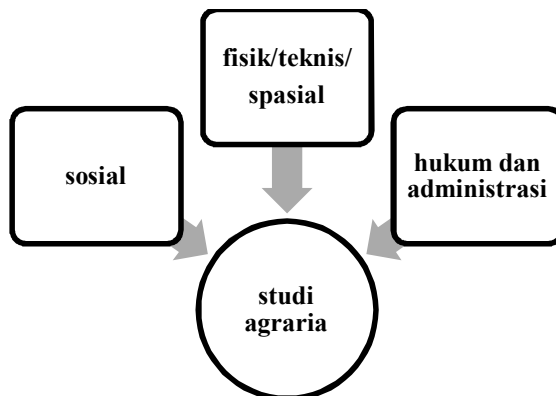 fisik/teknis/
spasial
sosial
hukum dan
administrasi
studi
agraria